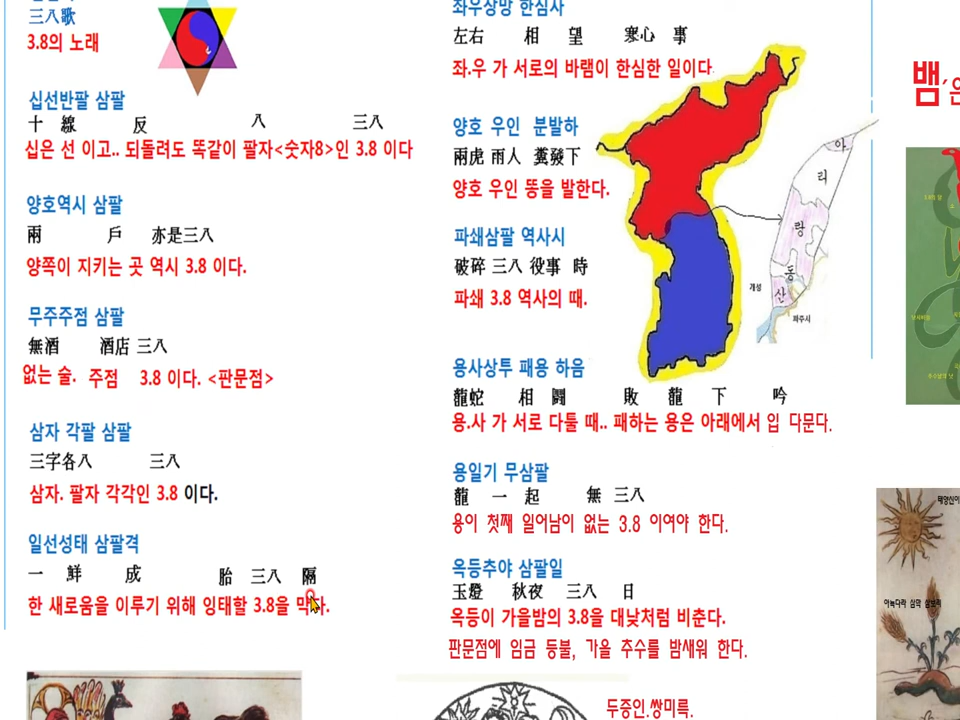 三八歌
3.8의 노래
십선반팔 삼팔
十 線 反 八 三八
십은 선 이고.. 되돌려도 똑같이 팔자<숫자8>인 3.8 이다
양호역시 삼팔
兩 戶 亦是三八
양쪽이 지키는 곳 역시 3.8 이다.
무주주점 삼팔
無酒 酒店 三八
없는 술. 주점 3.8 이다. <판문점>
삼자 각팔 삼팔
三字各八 三八
삼자. 팔자 각각인 3.8 이다.
일선성태 삼팔격
一 鮮 成 胎 三八 隔
한 새로움을 이루기 위해 잉태할 3.8을 막다.
좌우상망 한심사
左右 相 望 寒心 事
좌.우 가 서로의 바램이 한심한 일이다
양호 우인 분발하
兩虎 雨人 糞發下
양호 우인 똥을 발한다.
파쇄삼팔 역사시
破碎 三八 役事 時
파쇄 3.8 역사의 때.
용사상투 패용 하음
龍蛇 相 鬪 敗 龍 下 吟
용.사 가 서로 다툴 때.. 패하는 용은 아래에서 입 다문다.
용일기 무삼팔
龍 一 起 無 三八
용이 첫째 일어남이 없는 3.8 이여야 한다.
옥등추야 삼팔일
玉燈 秋夜 三八 日
옥등이 가을밤의 3.8을 대낮처럼 비춘다.
판문점에 임금 등불, 가을 추수를 밤새워 한다.
두증인.쌍미륵.
아
리
랑
동
산
개성
파주시
뱀
태양신이